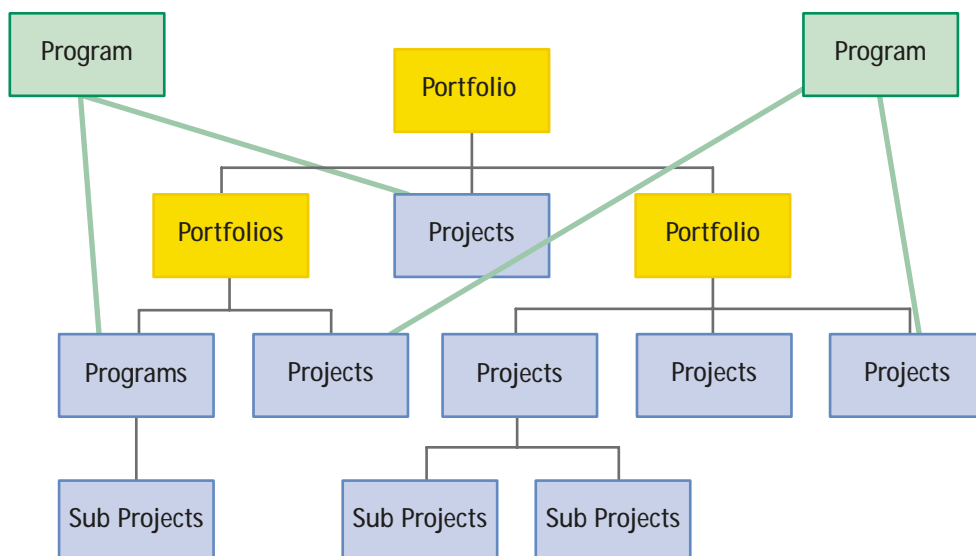 Program
Program
Portfolio
Portfolios
Projects
Portfolio
Programs
Projects
Projects
Projects
Projects
Sub Projects
Sub Projects
Sub Projects